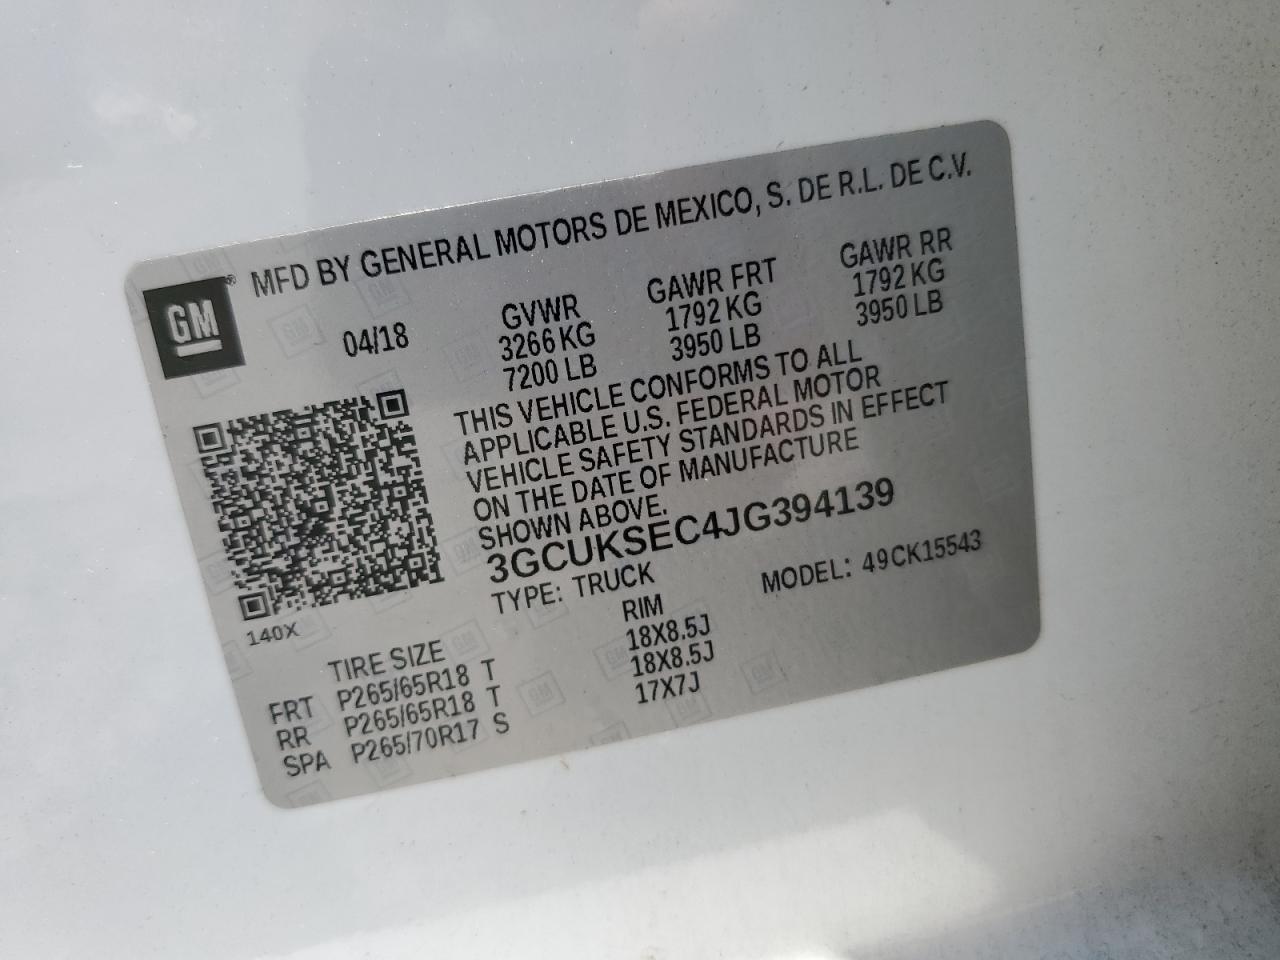 MFD BY GENERAL MOTORS DE MEXICO, S. DE R.L. DE C.V.
GM®
04/18
GVWR GAWR FRT GAWR RR
3266 KG 1792 KG 1792 KG
7200 LB 3950 LB 3950 LB
THIS VEHICLE CONFORMS TO ALL
APPLICABLE U.S. FEDERAL MOTOR
VEHICLE SAFETY STANDARDS IN EFFECT
ON THE DATE OF MANUFACTURE
SHOWN ABOVE.
3GCUKSEC4JG394139
TYPE: TRUCK MODEL: 49CK15543
140X
TIRE SIZE RIM
FRT P265/65R18 T 18X8.5J
RR P265/65R18 T 18X8.5J
SPA P265/70R17 S 17X7J